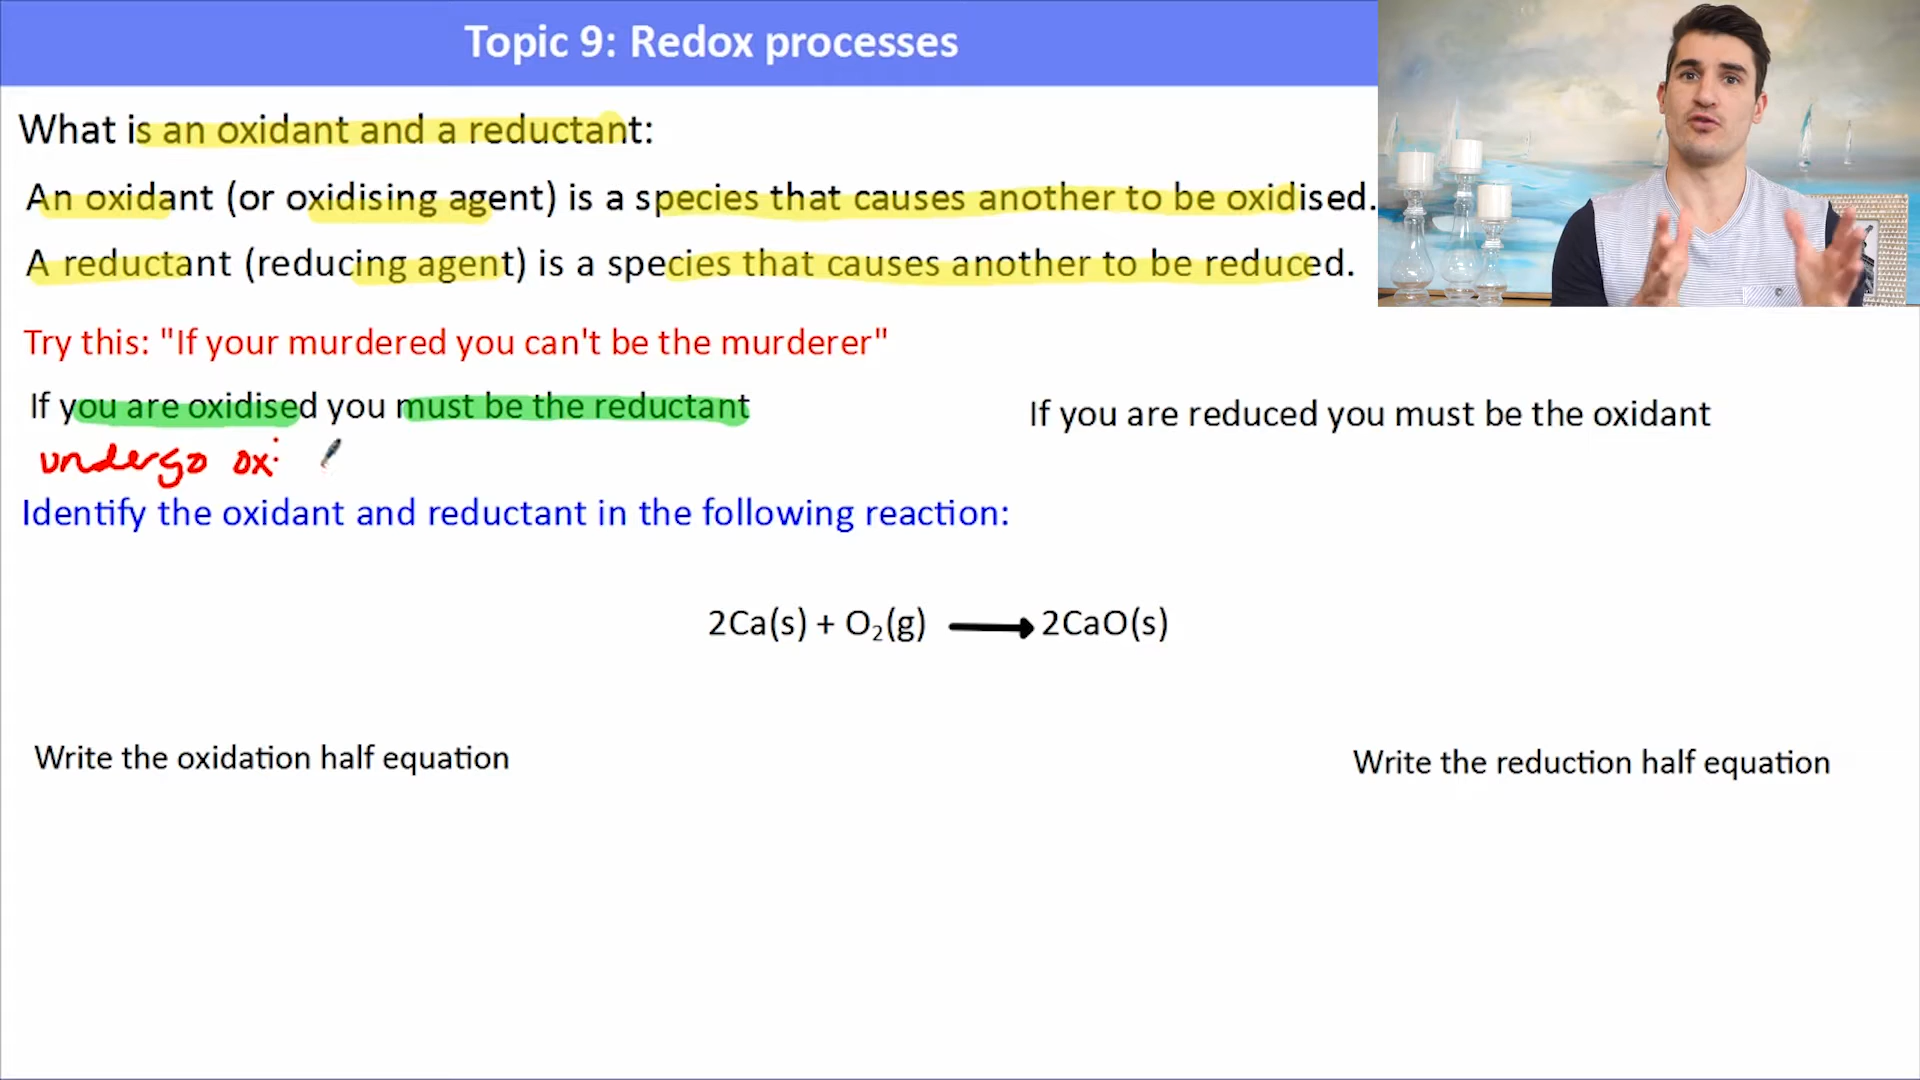 Topic 9: Redox processes
What is an oxidant and a reductant:
An oxidant (or oxidising agent) is a species that causes another to be oxidised.
A reductant (reducing agent) is a species that causes another to be reduced.
Try this: "If your murdered you can't be the murderer"
If you are oxidised you must be the reductant
If you are reduced you must be the oxidant
undergo ox:
Identify the oxidant and reductant in the following reaction:
2Ca(s) + O₂(g) ⟶ 2CaO(s)
Write the oxidation half equation
Write the reduction half equation